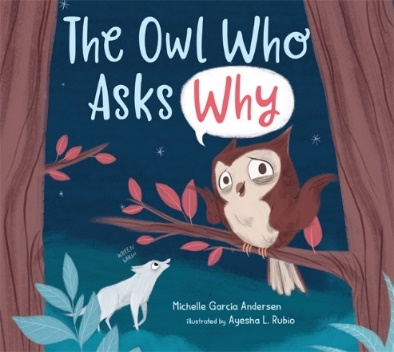 The Owl Who
Asks Why
Michelle Garcia Andersen
illustrated by Ayesha L. Rubio